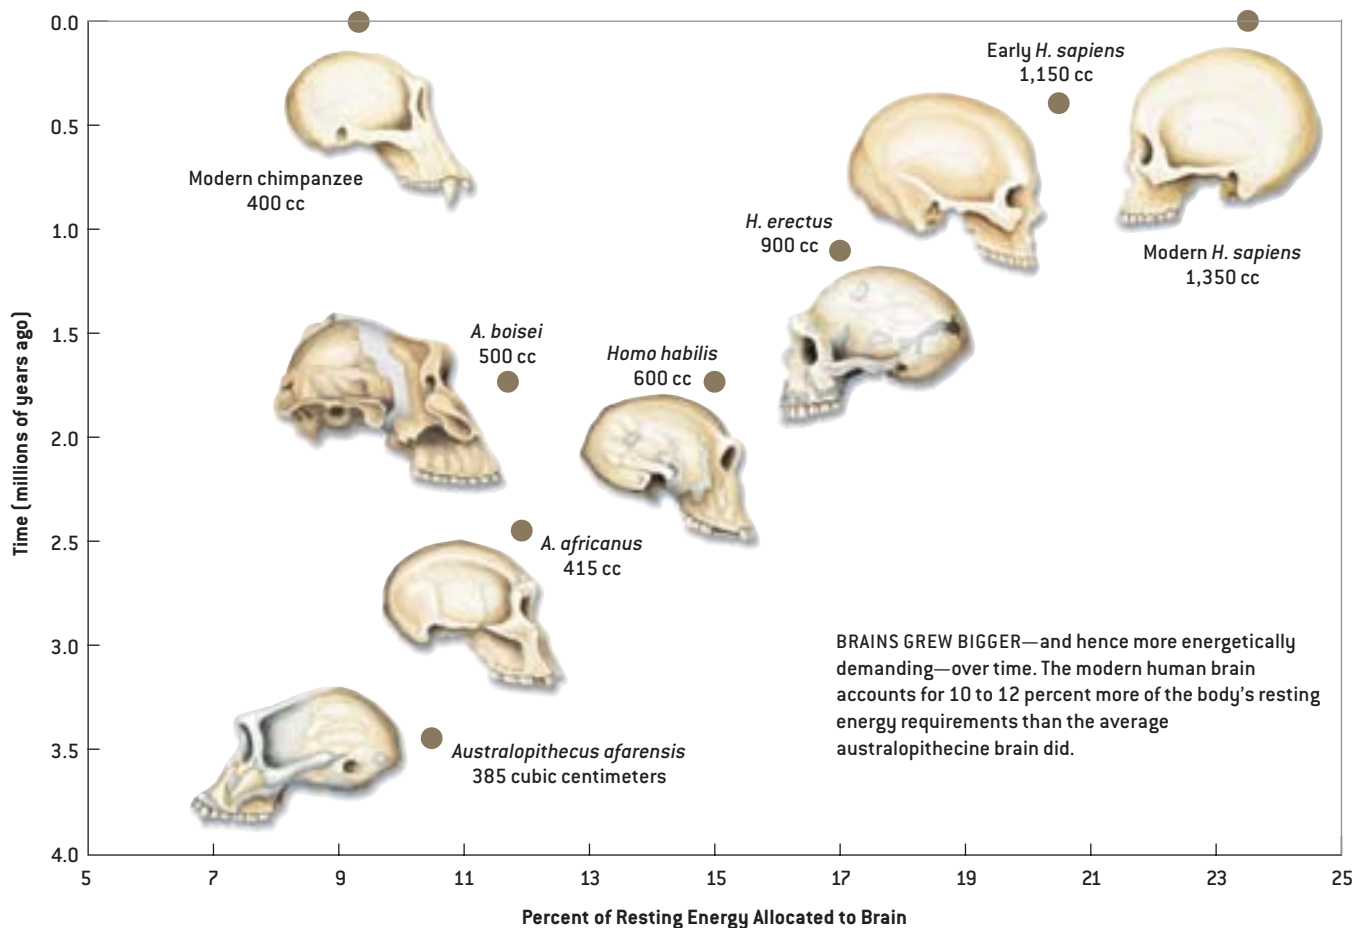 0.0
0.5
1.0
1.5
2.0
2.5
3.0
3.5
4.0
Time (millions of years ago)
Modern chimpanzee
400 cc
Early H. sapiens
1,150 cc
H. erectus
900 cc
Modern H. sapiens
1,350 cc
A. boisei
500 cc
Homo habilis
600 cc
A. africanus
415 cc
Australopithecus afarensis
385 cubic centimeters
BRAINS GREW BIGGER—and hence more energetically
demanding—over time. The modern human brain
accounts for 10 to 12 percent more of the body’s resting
energy requirements than the average
australopithecine brain did.
5 7 9 11 13 15 17 19 21 23 25
Percent of Resting Energy Allocated to Brain